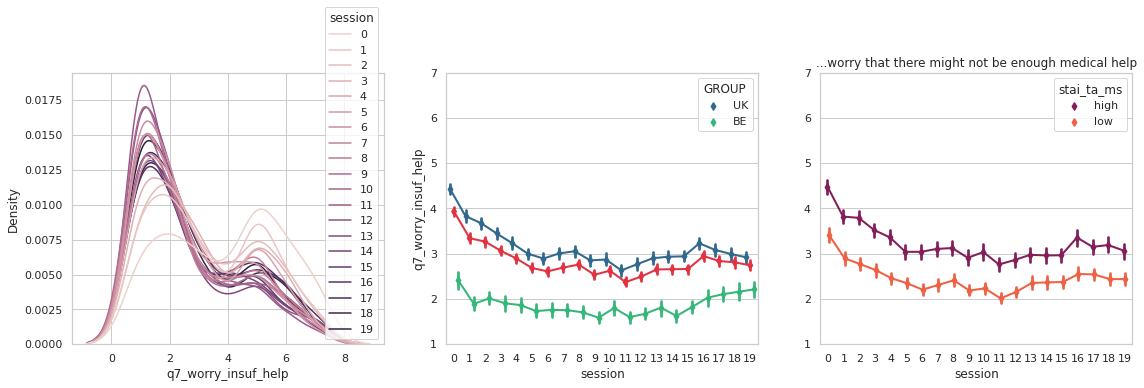 session
0
1
2
3
4
5
6
7
8
9
10
11
12
13
14
15
16
17
18
19
0.0175
0.0150
0.0125
0.0100
0.0075
0.0050
0.0025
0.0000
Density
0 2 4 6 8
q7_worry_insuf_help
7
6
5
4
3
2
1
q7_worry_insuf_help
GROUP
UK
BE
0 1 2 3 4 5 6 7 8 9 10 11 12 13 14 15 16 17 18 19
session
...worry that there might not be enough medical help
7
6
5
4
3
2
1
stai_ta_ms
high
low
0 1 2 3 4 5 6 7 8 9 10 11 12 13 14 15 16 17 18 19
session